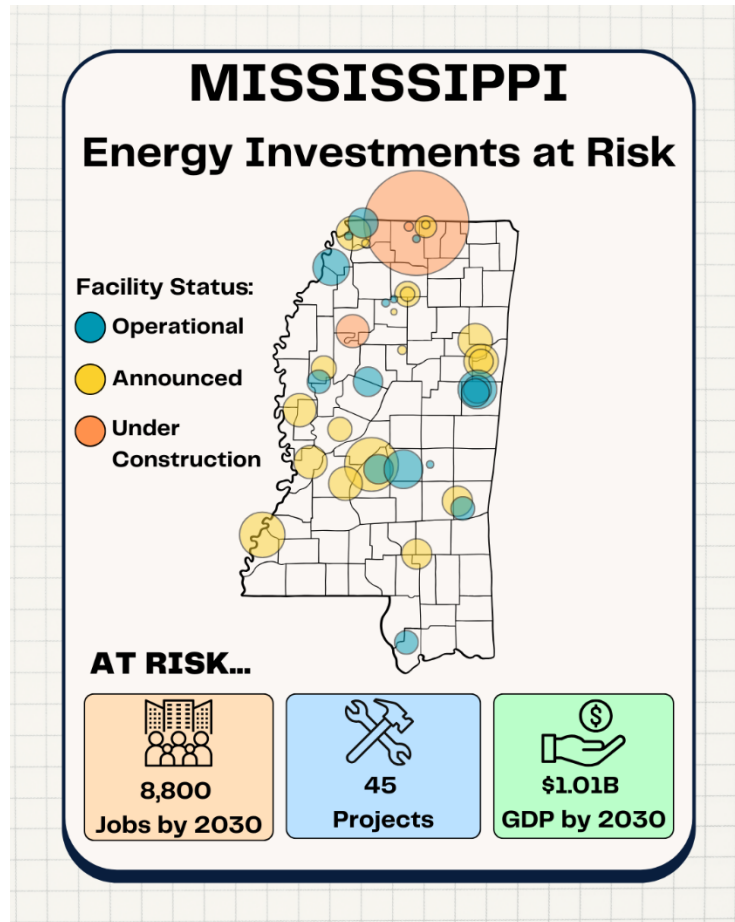 MISSISSIPPI
Energy Investments at Risk
Facility Status:
Operational
Announced
Under
Construction
AT RISK...
8,800
Jobs by 2030
45
Projects
$
$1.01B
GDP by 2030